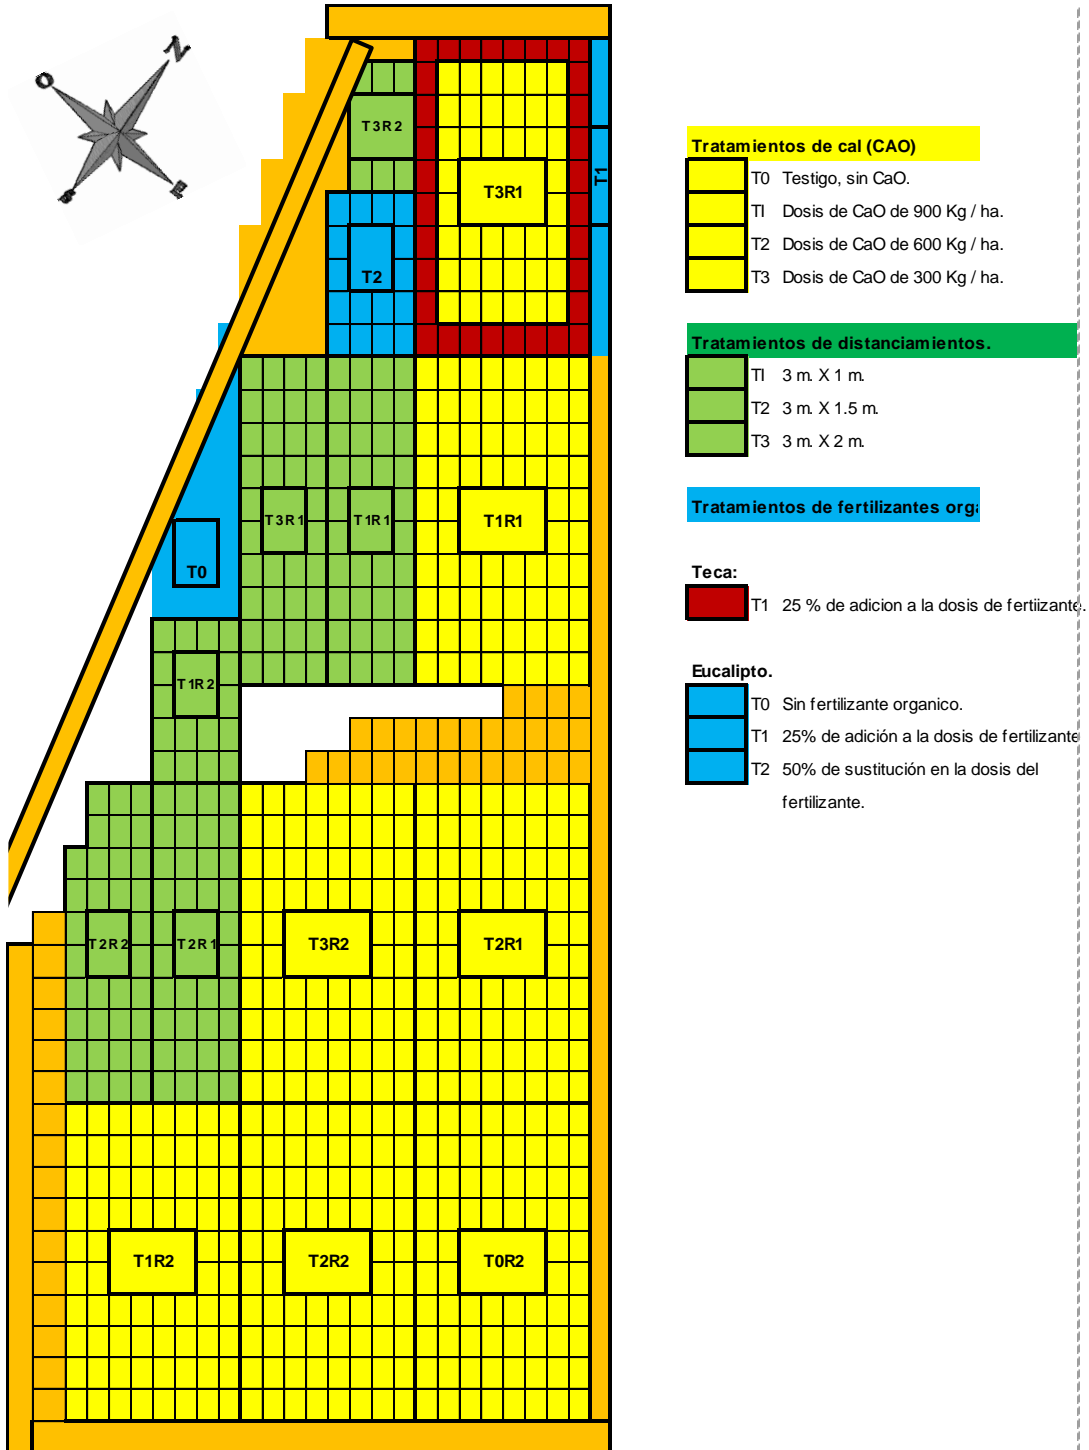 N
O
S
E
T3R2
T3R1
T1
T2
T3R1
T1R1
T1R1
T0
T1R2
T2R2
T2R1
T3R2
T2R1
T1R2
T2R2
T0R2
Tratamientos de cal (CAO)
T0 Testigo, sin CaO.
TI Dosis de CaO de 900 Kg / ha.
T2 Dosis de CaO de 600 Kg / ha.
T3 Dosis de CaO de 300 Kg / ha.
Tratamientos de distanciamientos.
TI 3 m. X 1 m.
T2 3 m. X 1.5 m.
T3 3 m. X 2 m.
Tratamientos de fertilizantes orga
Teca:
T1 25 % de adicion a la dosis de fertiizante.
Eucalipto.
T0 Sin fertilizante organico.
T1 25% de adición a la dosis de fertilizante
T2 50% de sustitución en la dosis del
fertilizante.